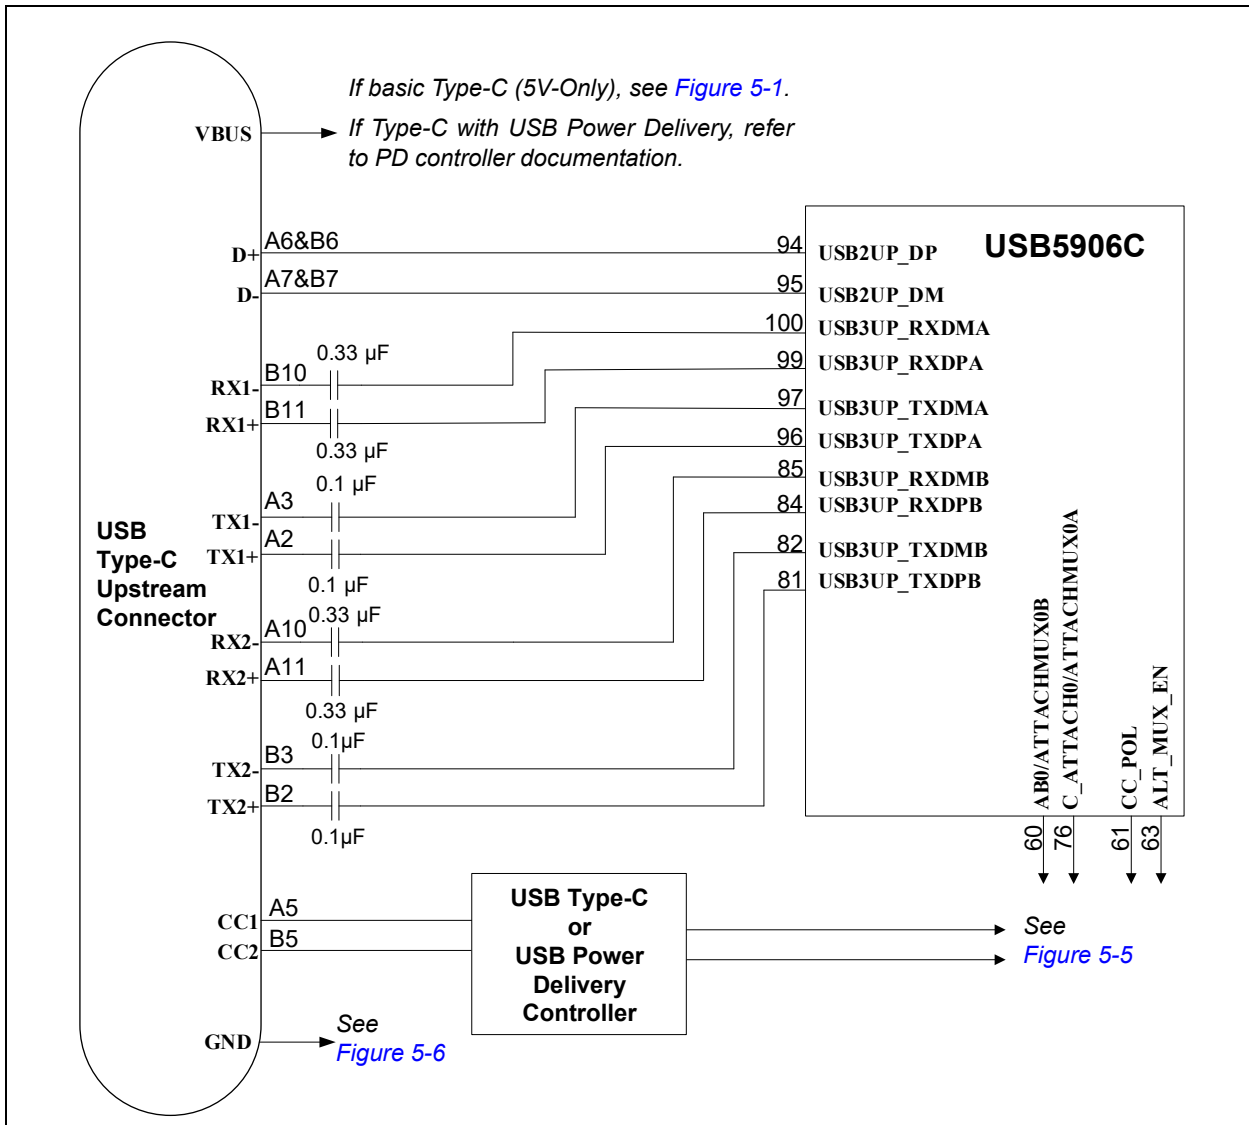 If basic Type-C (5V-Only), see Figure 5-1.
VBUS
If Type-C with USB Power Delivery, refer
to PD controller documentation.
USB5906C
D+ A6&B6
94 USB2UP_DP
D- A7&B7
95 USB2UP_DM
100 USB3UP_RXDMA
0.33 µF
99 USB3UP_RXDPA
RX1- B10
RX1+ B11
97 USB3UP_TXDMA
0.33 µF
96 USB3UP_TXDPA
0.1 µF
85 USB3UP_RXDMB
TX1- A3
84 USB3UP_RXDPB
TX1+ A2
82 USB3UP_TXDMB
0.1 µF
81 USB3UP_TXDPB
USB
Type-C
Upstream
Connector
0.33 µF
RX2- A10
RX2+ A11
0.33 µF
0.1µF
TX2- B3
TX2+ B2
0.1µF
AB0/ATTACHMUX0B
C_ATTACH0/ATTACHMUX0A
CC_POL
ALT_MUX_EN
60
76
61
63
CC1 A5
CC2 B5
USB Type-C
or
USB Power
Delivery
Controller
See
Figure 5-5
GND
See
Figure 5-6